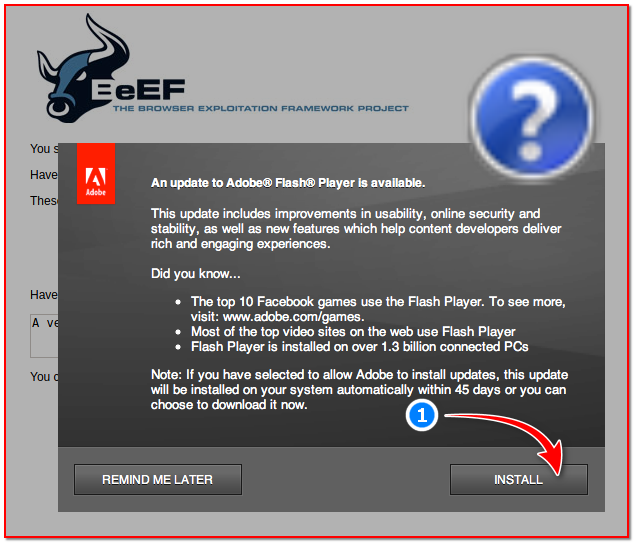 BeEF
THE BROWSER EXPLOITATION FRAMEWORK PROJECT
?
You s
Have
These
Adobe
An update to Adobe® Flash® Player is available.
This update includes improvements in usability, online security and
stability, as well as new features which help content developers deliver
rich and engaging experiences.
Did you know...
• The top 10 Facebook games use the Flash Player. To see more,
visit: www.adobe.com/games.
• Most of the top video sites on the web use Flash Player
• Flash Player is installed on over 1.3 billion connected PCs
Have
A ve
Note: If you have selected to allow Adobe to install updates, this update
will be installed on your system automatically within 45 days or you can
choose to download it now.
You c
1
REMIND ME LATER
INSTALL